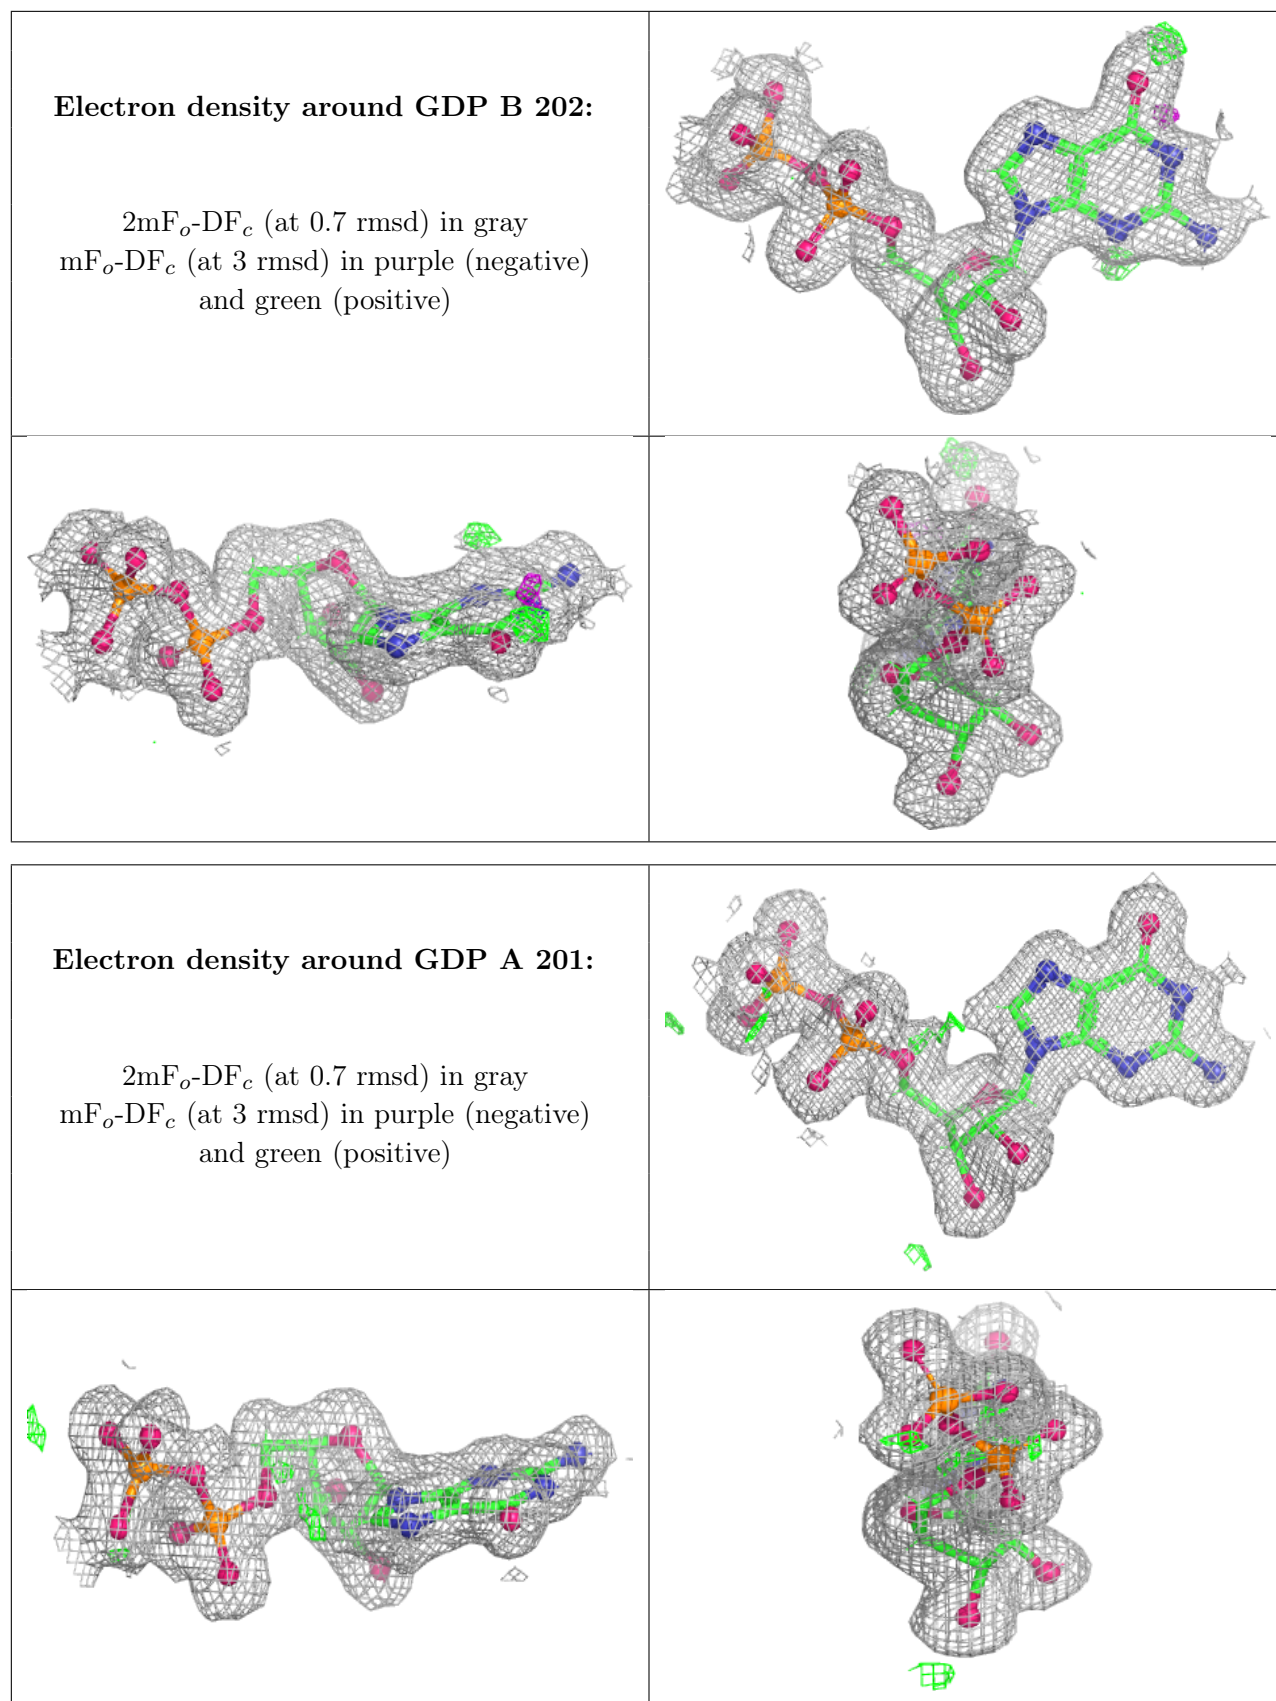 Electron density around GDP B 202:
2mFo-DFc (at 0.7 rmsd) in gray
mFo-DFc (at 3 rmsd) in purple (negative)
and green (positive)
Electron density around GDP A 201:
2mFo-DFc (at 0.7 rmsd) in gray
mFo-DFc (at 3 rmsd) in purple (negative)
and green (positive)